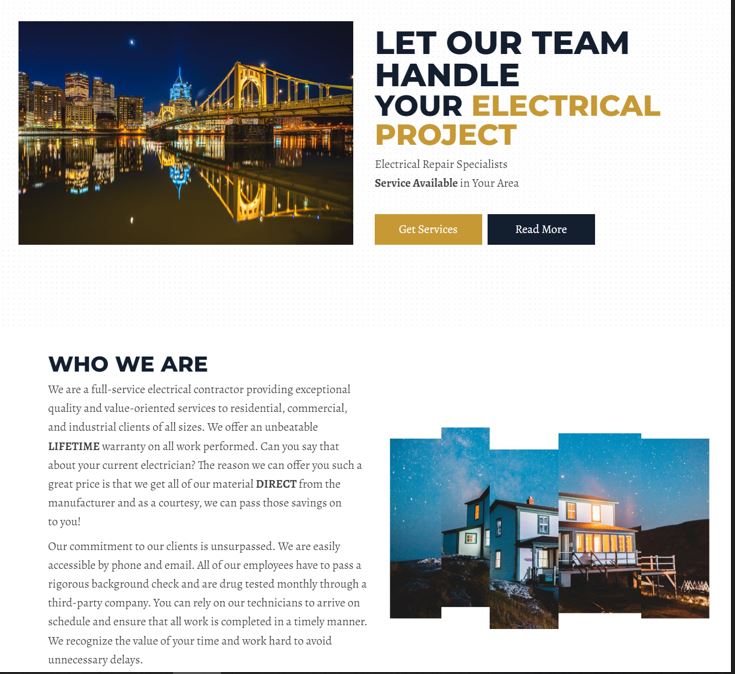 LET OUR TEAM
HANDLE
YOUR ELECTRICAL
PROJECT
Electrical Repair Specialists
Service Available in Your Area
Get Services
Read More
WHO WE ARE
We are a full-service electrical contractor providing exceptional
quality and value-oriented services to residential, commercial,
and industrial clients of all sizes. We offer an unbeatable
LIFETIME warranty on all work performed. Can you say that
about your current electrician? The reason we can offer you such a
great price is that we get all of our material DIRECT from the
manufacturer and as a courtesy, we can pass those savings on
to you!
Our commitment to our clients is unsurpassed. We are easily
accessible by phone and email. All of our employees have to pass a
rigorous background check and are drug tested monthly through a
third-party company. You can rely on our technicians to arrive on
schedule and ensure that all work is completed in a timely manner.
We recognize the value of your time and work hard to avoid
unnecessary delays.